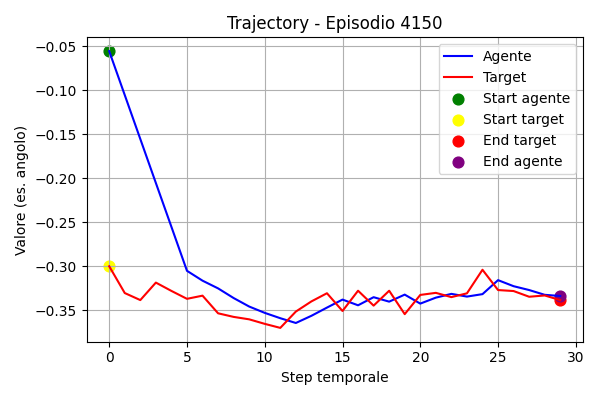 Trajectory - Episodio 4150
Valore (es. angolo)
−0.05
−0.10
−0.15
−0.20
−0.25
−0.30
−0.35
Agente
Target
Start agente
Start target
End target
End agente
0
5
10
15
20
25
30
Step temporale